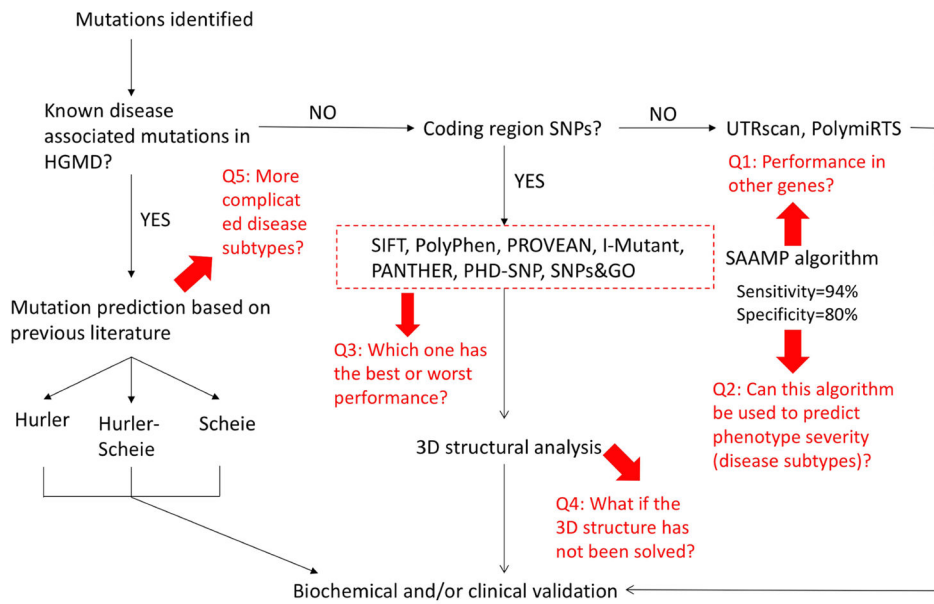 Mutations identified
Known disease
associated mutations in
HGMD?
NO
Coding region SNPs?
NO
UTRscan, PolymiRTS
YES
Q5: More
complicat
ed disease
subtypes?
YES
Q1: Performance in
other genes?
SIFT, PolyPhen, PROVEAN, I-Mutant,
PANTHER, PHD-SNP, SNPs&GO
SAAMP algorithm
Sensitivity=94%
Specificity=80%
Mutation prediction based on
previous literature
Q3: Which one has
the best or worst
performance?
Q2: Can this algorithm
be used to predict
phenotype severity
(disease subtypes)?
Hurler
Hurler-
Scheie
Scheie
3D structural analysis
Q4: What if the
3D structure has
not been solved?
Biochemical and/or clinical validation